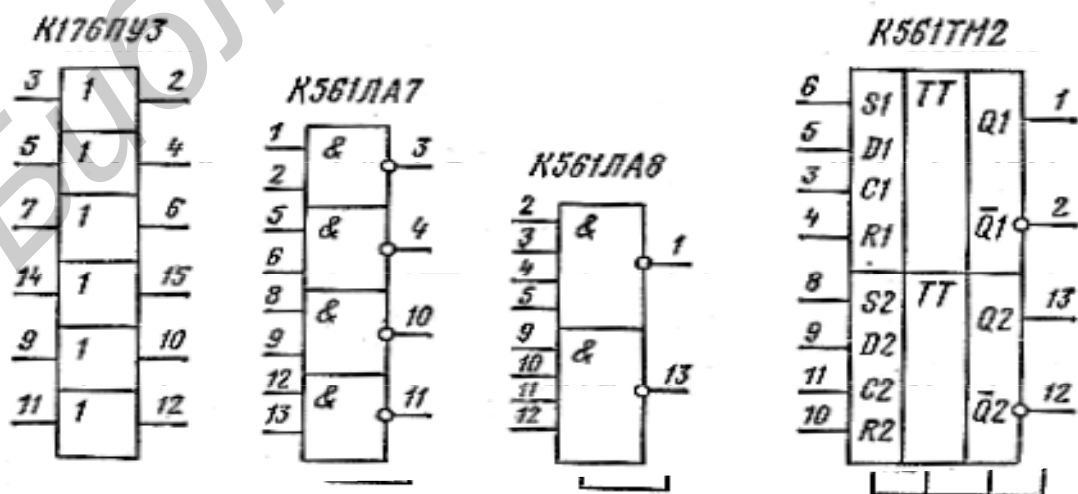 К176ПУ3
3 1 2
5 1 4
7 1 6
14 1 15
9 1 10
11 1 12
К561ЛА7
1 & 3
2
5 & 4
6
8 & 10
9
12 & 11
13
К561ЛА8
2 & 1
3
4
5
9 & 13
10
11
12
К561ТМ2
6 S1 TT Q1 1
5 D1
3 C1
4 R1 Q̅1 2
8 S2 TT Q2 13
9 D2
11 C2 Q̅2 12
10 R2